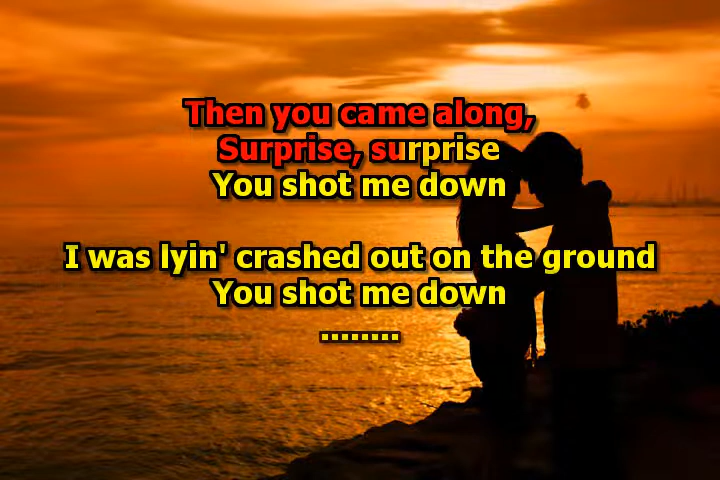 Then you came along,
Surprise, surprise
You shot me down
I was lyin' crashed out on the ground
You shot me down
........